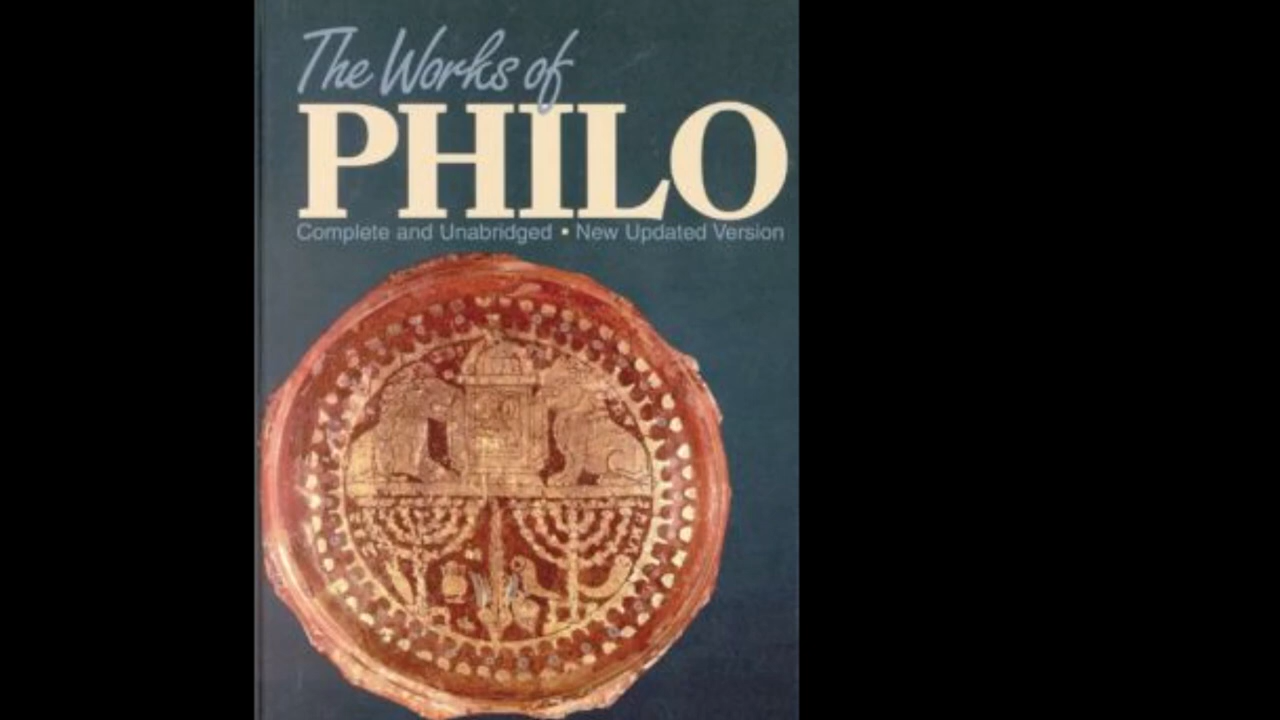 The Works of
PHILO
Complete and Unabridged ▪ New Updated Version